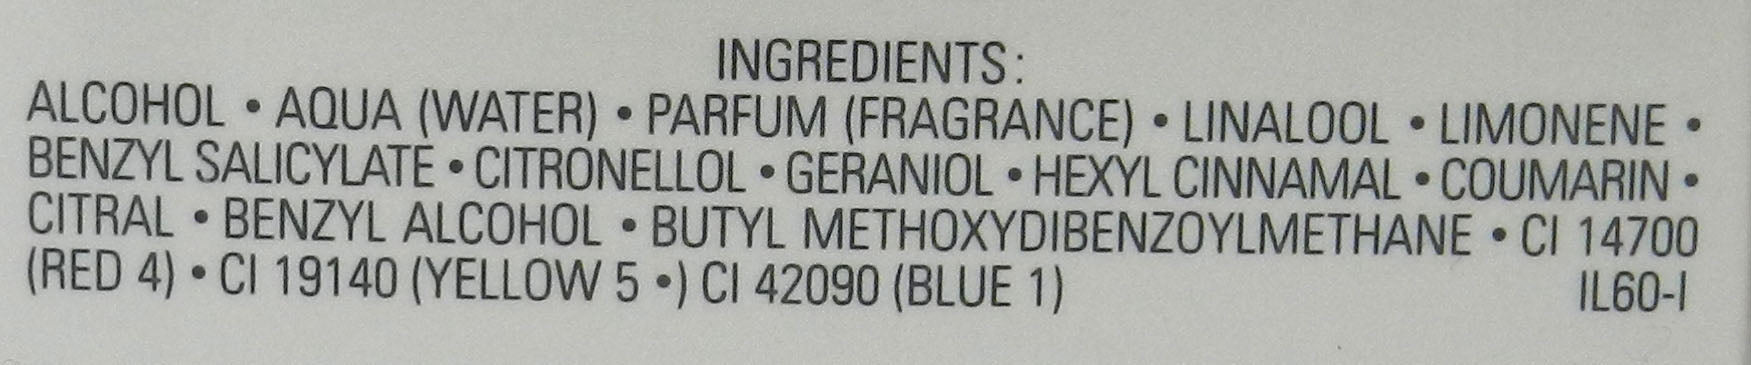 INGREDIENTS:
ALCOHOL • AQUA (WATER) • PARFUM (FRAGRANCE) • LINALOOL • LIMONENE •
BENZYL SALICYLATE • CITRONELLOL • GERANIOL • HEXYL CINNAMAL • COUMARIN •
CITRAL • BENZYL ALCOHOL • BUTYL METHOXYDIBENZOYLMETHANE • CI 14700
(RED 4) • CI 19140 (YELLOW 5 •) CI 42090 (BLUE 1) IL60-I